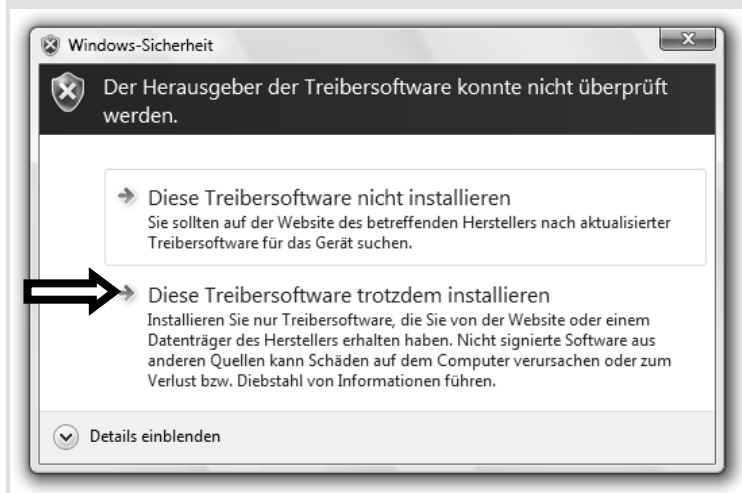 Windows-Sicherheit
Der Herausgeber der Treibersoftware konnte nicht überprüft
werden.
Diese Treibersoftware nicht installieren
Sie sollten auf der Website des betreffenden Herstellers nach aktualisierter
Treibersoftware für das Gerät suchen.
Diese Treibersoftware trotzdem installieren
Installieren Sie nur Treibersoftware, die Sie von der Website oder einem
Datenträger des Herstellers erhalten haben. Nicht signierte Software aus
anderen Quellen kann Schäden auf dem Computer verursachen oder zum
Verlust bzw. Diebstahl von Informationen führen.
Details einblenden